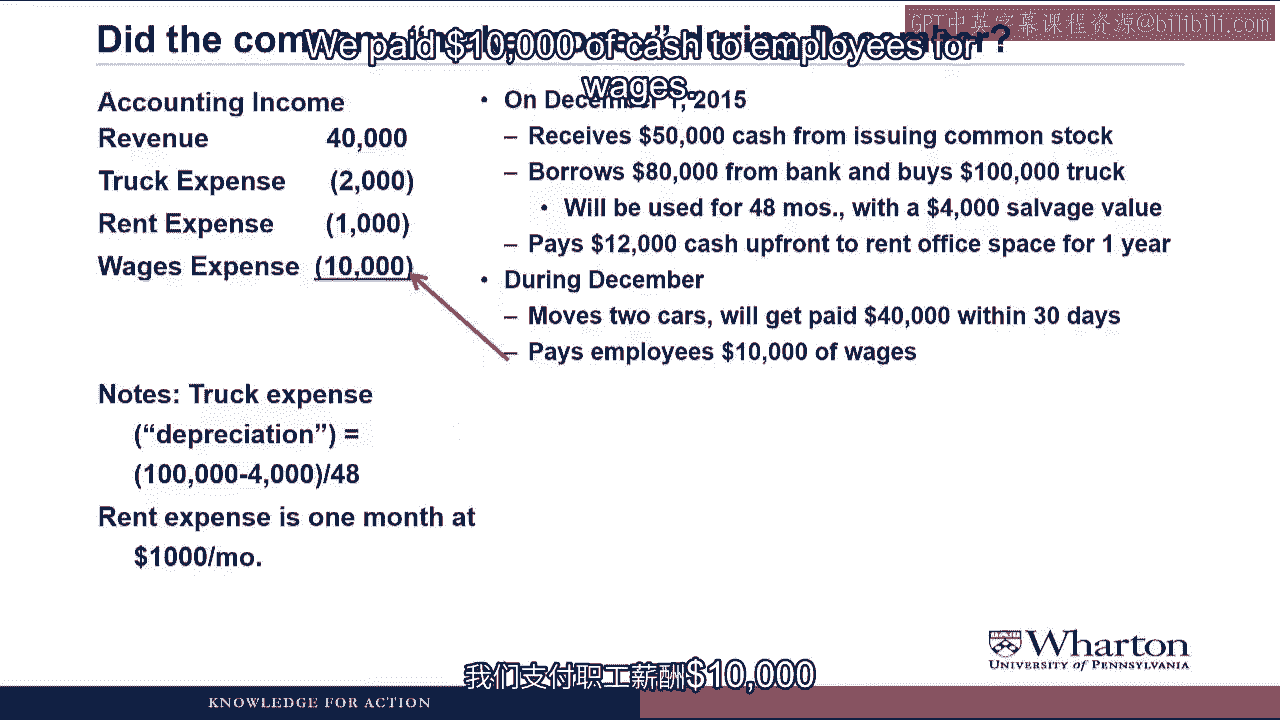 GPT中英字幕课程资源@bilibili.com
Did the company "make money" during December?
We paid $10,000 of cash to employees for
wages.
Accounting Income
Revenue 40,000
Truck Expense (2,000)
Rent Expense (1,000)
Wages Expense (10,000)
Notes: Truck expense
("depreciation") =
(100,000-4,000)/48
Rent expense is one month at
$1000/mo.
• On December 1, 2015
– Receives $50,000 cash from issuing common stock
– Borrows $80,000 from bank and buys $100,000 truck
• Will be used for 48 mos., with a $4,000 salvage value
– Pays $12,000 cash upfront to rent office space for 1 year
• During December
– Moves two cars, will get paid $40,000 within 30 days
– Pays employees $10,000 of wages
Wharton
UNIVERSITY of PENNSYLVANIA
我们支付职工薪酬$10,000
KNOWLEDGE FOR ACTION